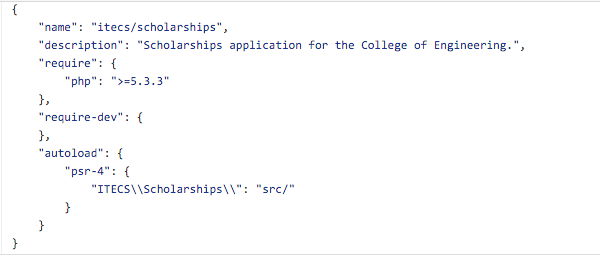 {
    "name": "itecs/scholarships",
    "description": "Scholarships application for the College of Engineering.",
    "require": {
        "php": ">=5.3.3"
    },
    "require-dev": {
    },
    "autoload": {
        "psr-4": {
            "ITECS\\Scholarships\\": "src/"
        }
    }
}